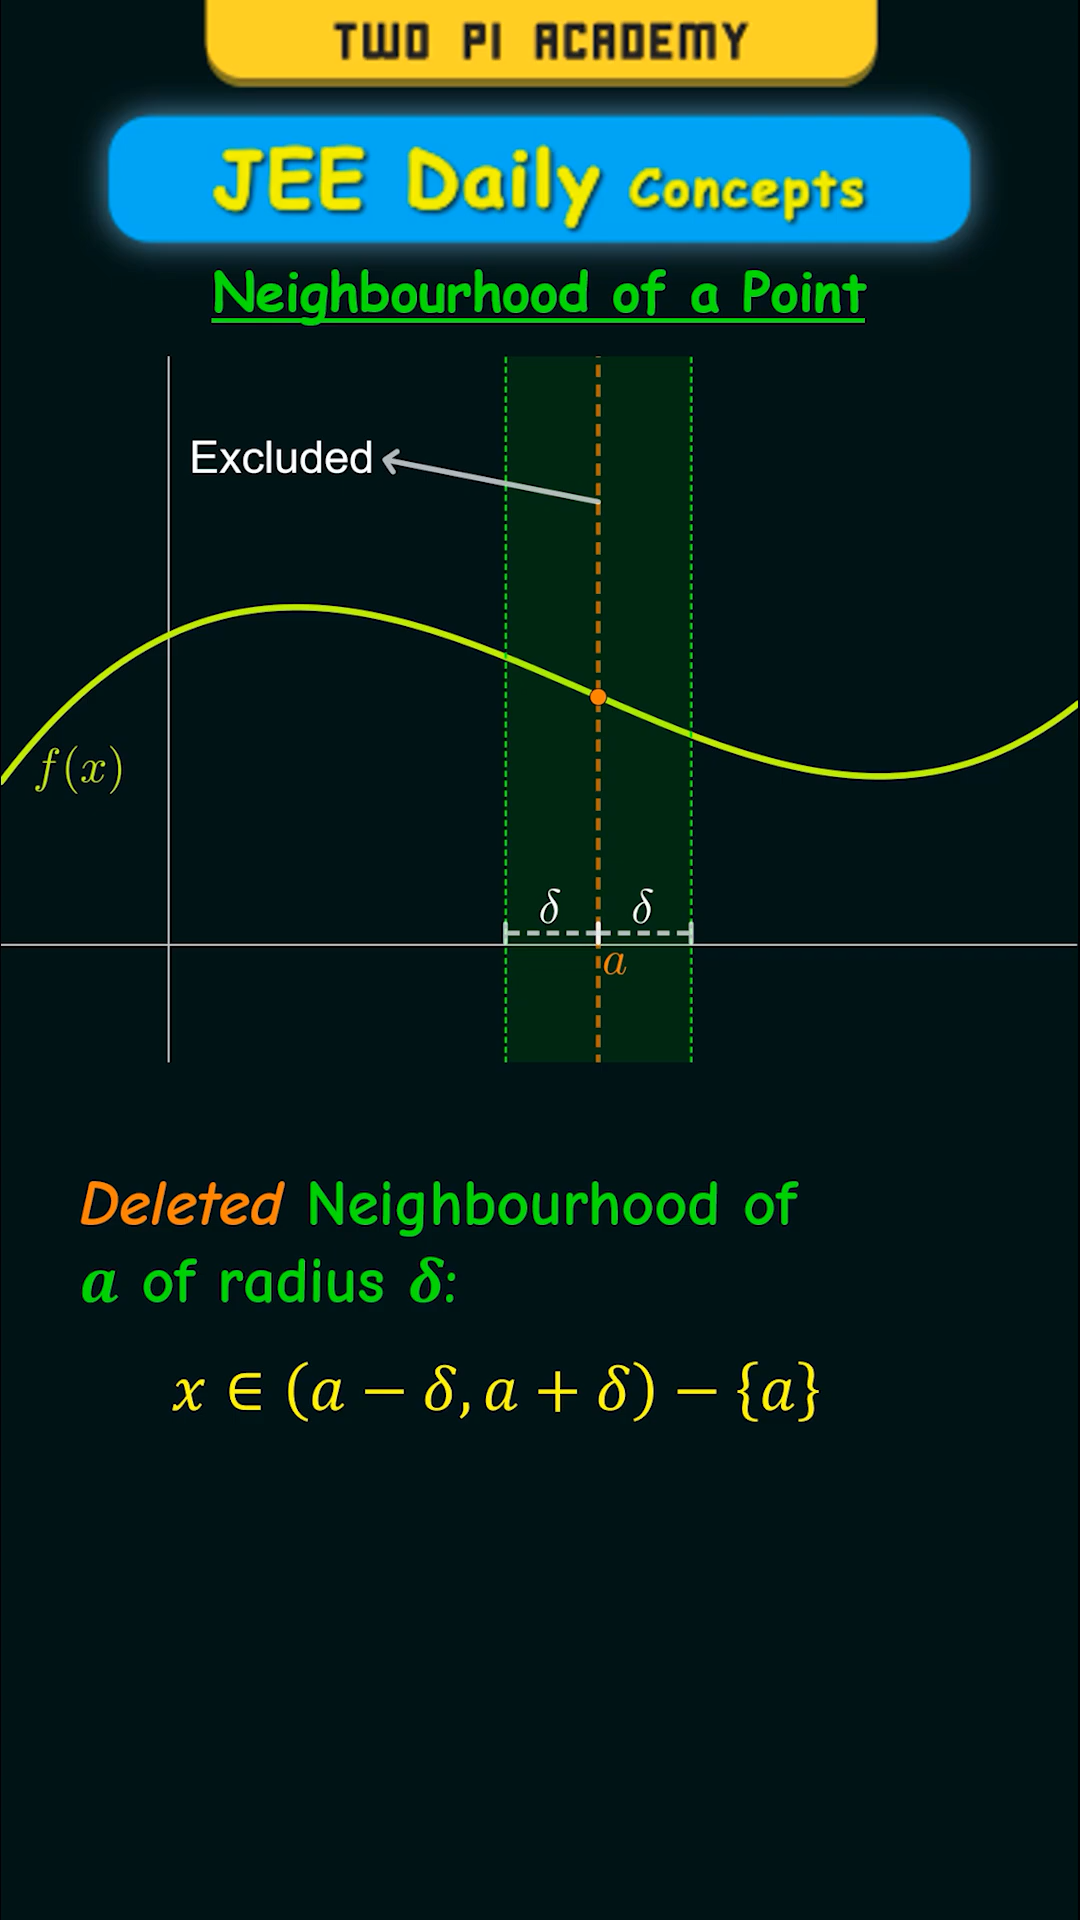 TWO PI ACADEMY
JEE Daily Concepts
Neighbourhood of a Point
Excluded
f(x)
δ δ
a
Deleted Neighbourhood of
a of radius δ:
x ∈ (a − δ, a + δ) − {a}